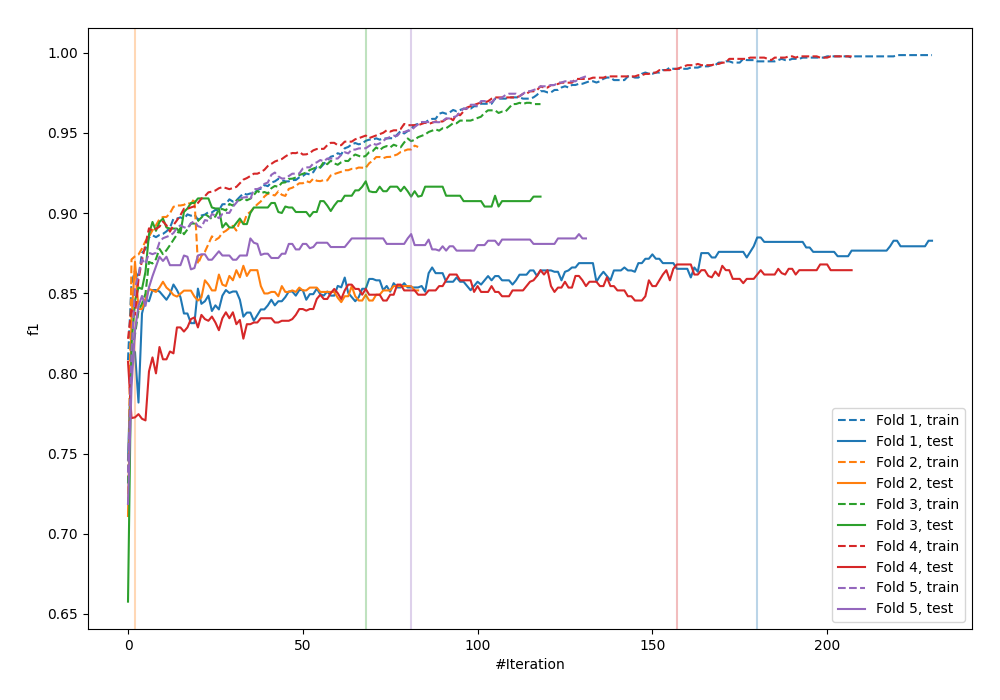 1.00
0.95
0.90
0.85
0.80
0.75
0.70
0.65
f1
0
50
100
150
200
#Iteration
Fold 1, train
Fold 1, test
Fold 2, train
Fold 2, test
Fold 3, train
Fold 3, test
Fold 4, train
Fold 4, test
Fold 5, train
Fold 5, test